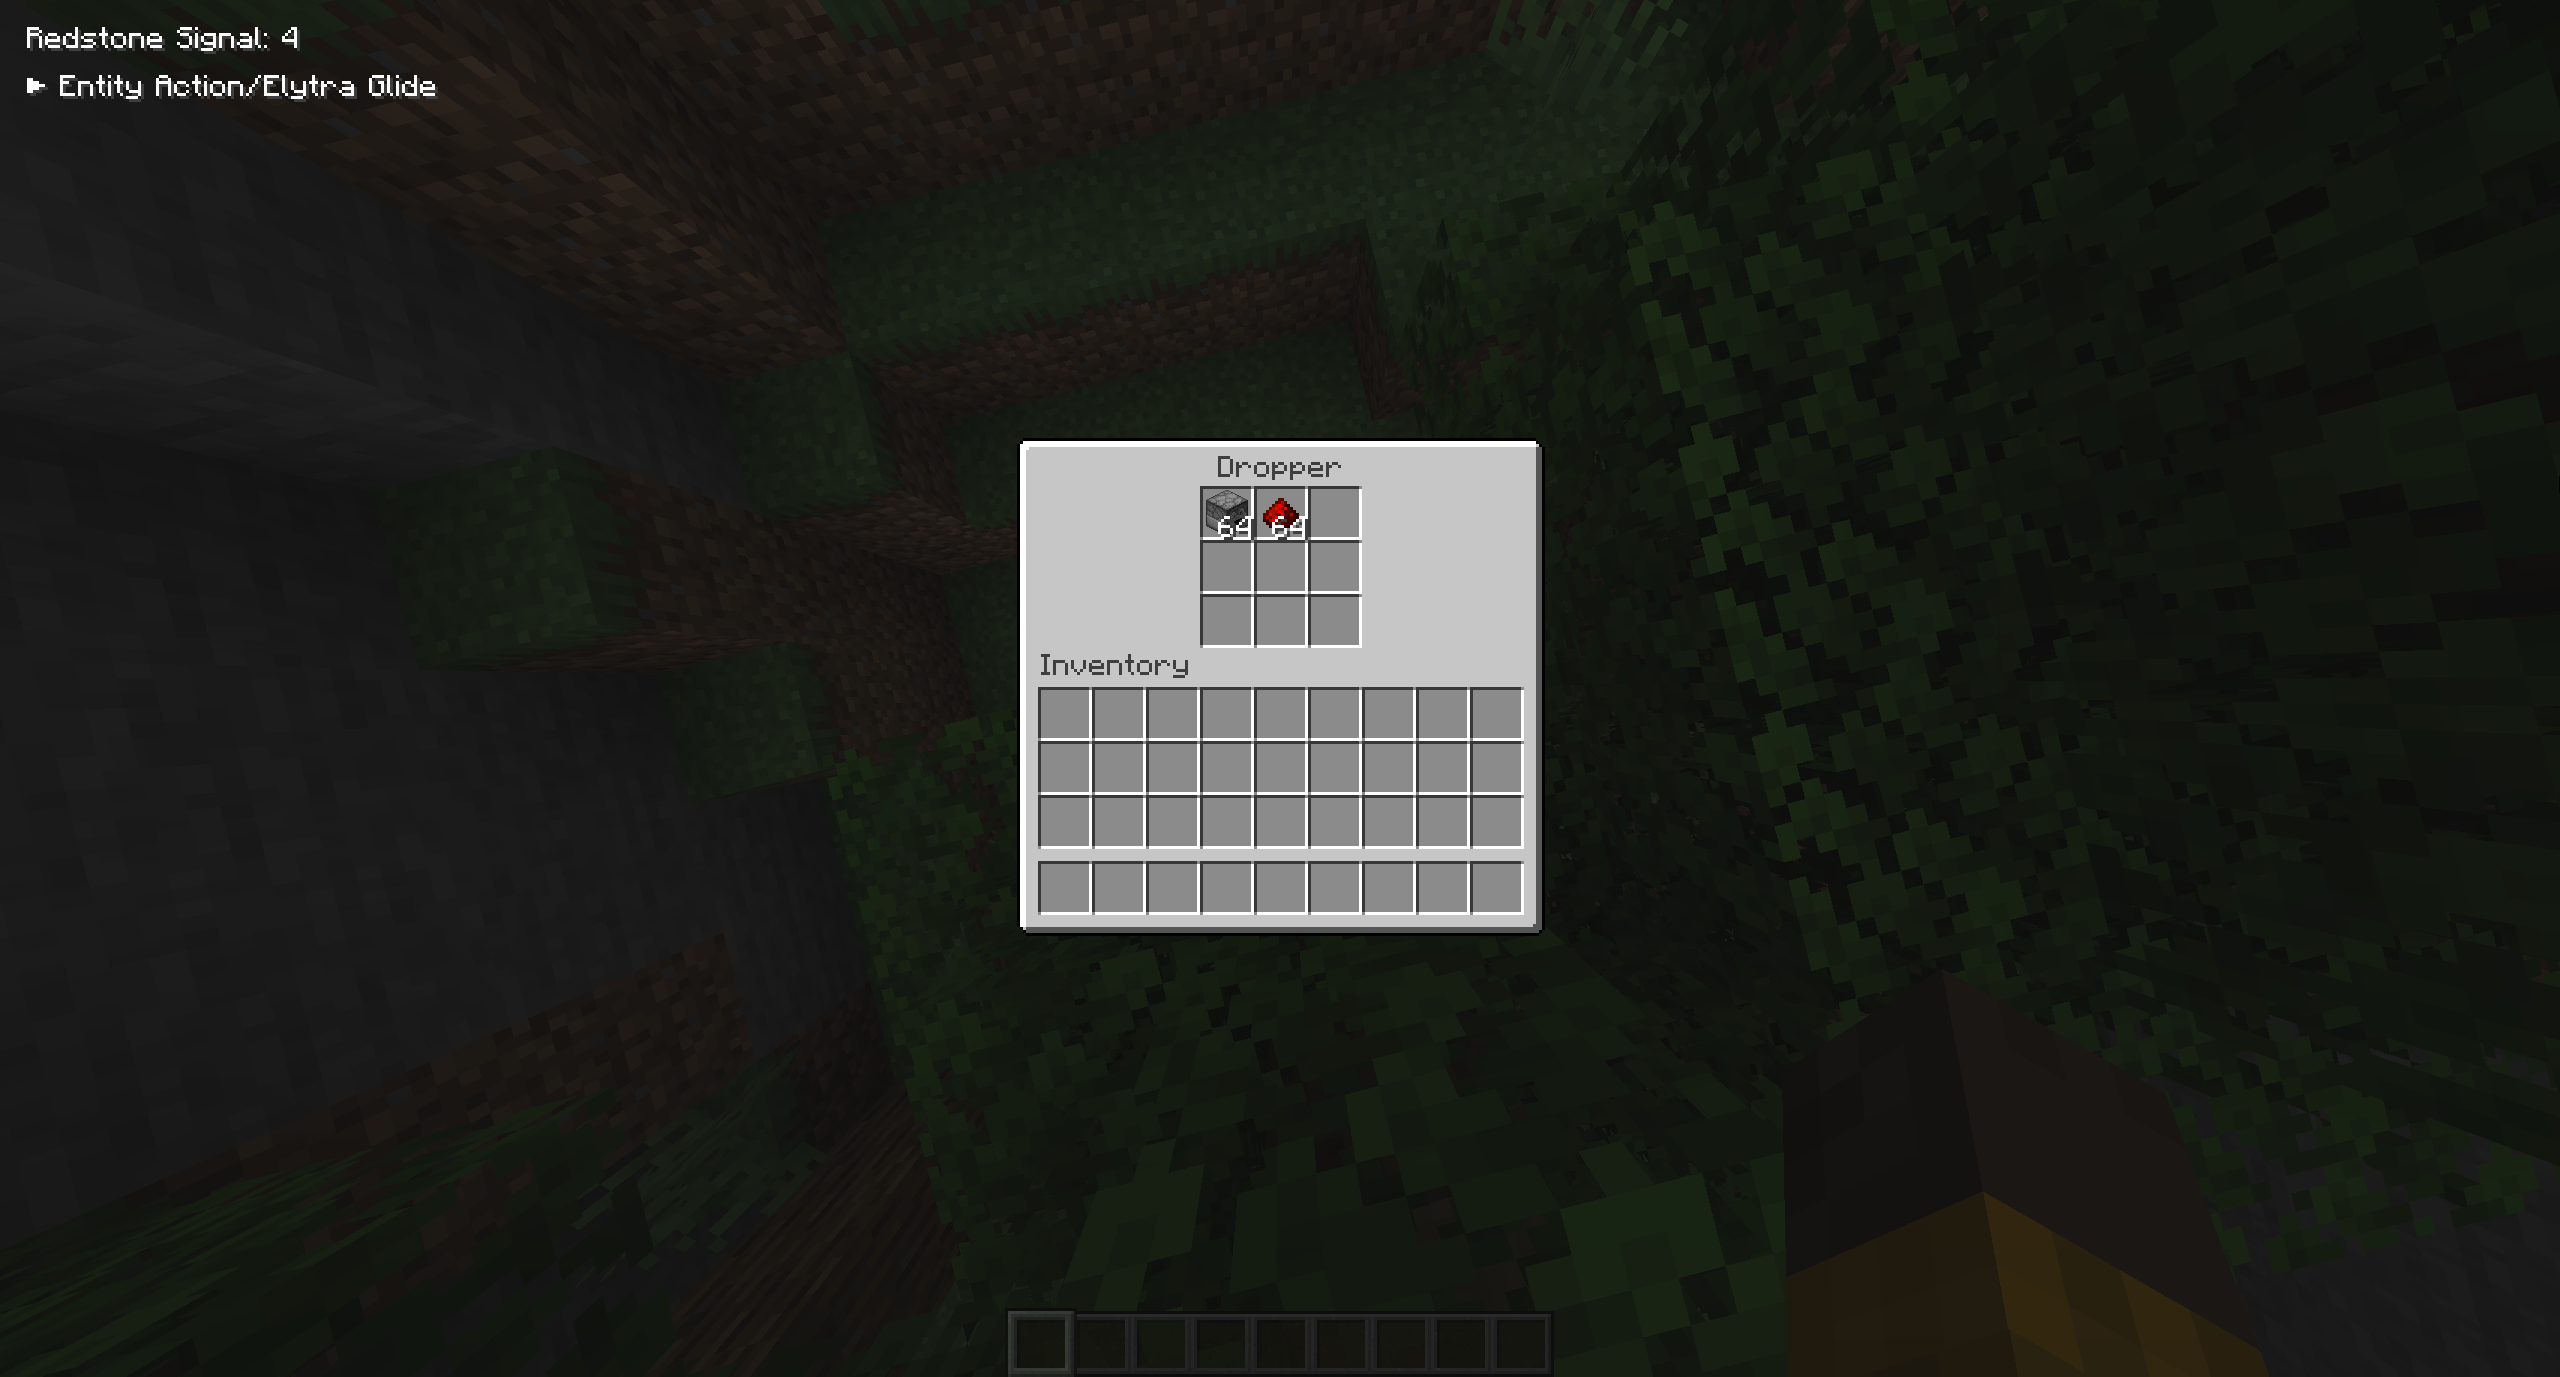 Redstone Signal: 4
► Entity Action/Elytra Glide
Dropper
64 64
Inventory